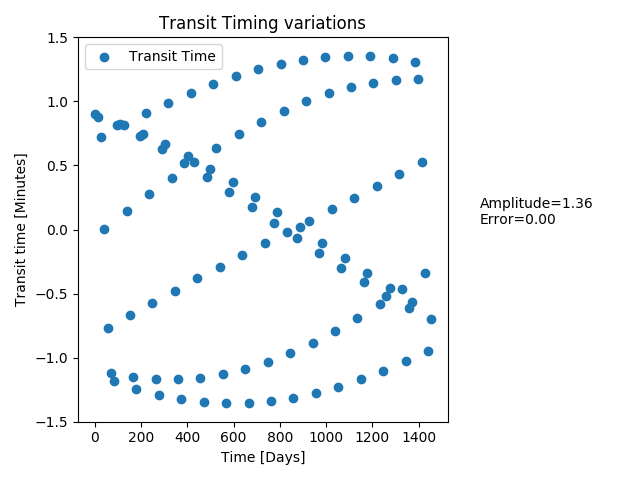 Transit Timing variations
Transit Time
1.5
1.0
0.5
0.0
−0.5
−1.0
−1.5
Transit time [Minutes]
0 200 400 600 800 1000 1200 1400
Time [Days]
Amplitude=1.36
Error=0.00